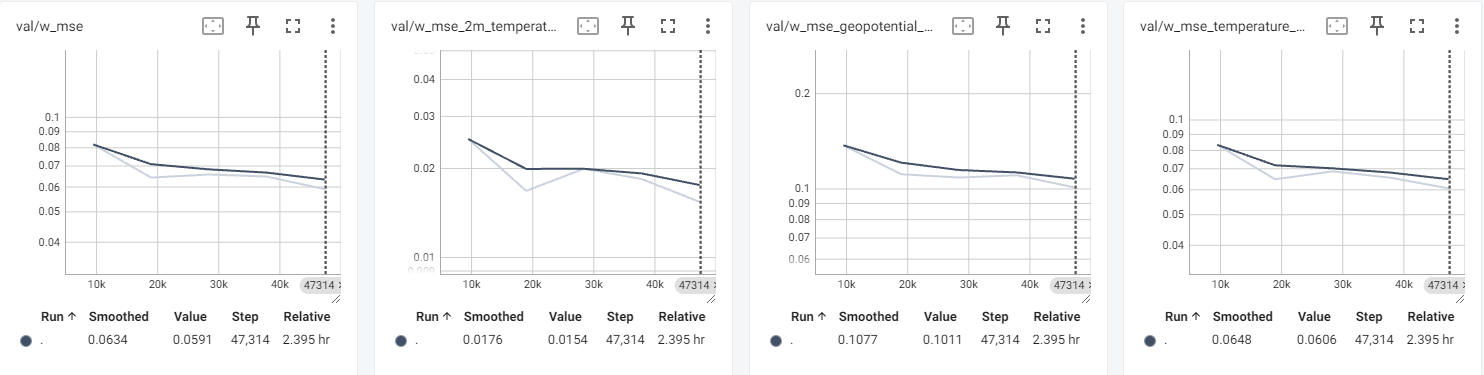 val/w_mse
0.1
0.09
0.08
0.07
0.06
0.05
0.04
10k 20k 30k 40k 47314
Run ↑ Smoothed Value Step Relative
. 0.0634 0.0591 47,314 2.395 hr
val/w_mse_2m_temperat...
0.04
0.03
0.02
0.01
0.009
10k 20k 30k 40k 47314
Run ↑ Smoothed Value Step Relative
. 0.0176 0.0154 47,314 2.395 hr
val/w_mse_geopotential_...
0.2
0.1
0.09
0.08
0.07
0.06
10k 20k 30k 40k 47314
Run ↑ Smoothed Value Step Relative
. 0.1077 0.1011 47,314 2.395 hr
val/w_mse_temperature_...
0.1
0.09
0.08
0.07
0.06
0.05
0.04
10k 20k 30k 40k 47314
Run ↑ Smoothed Value Step Relative
. 0.0648 0.0606 47,314 2.395 hr